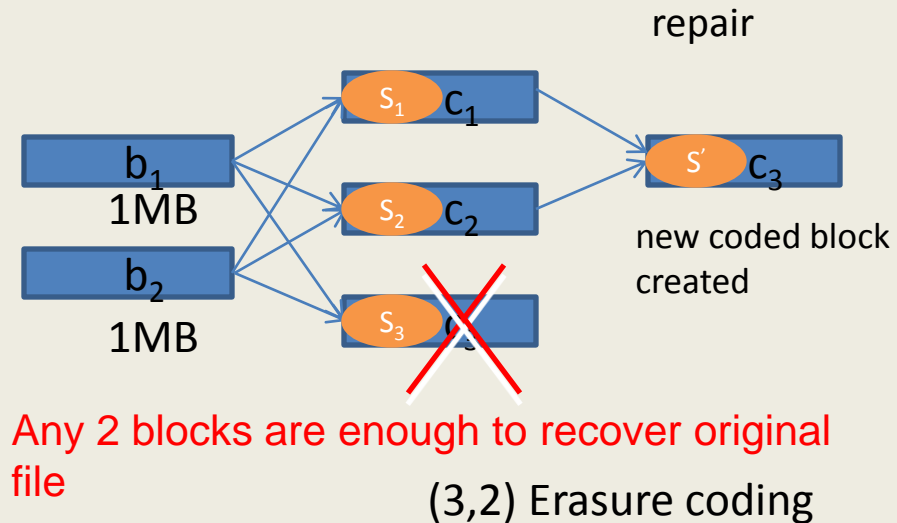 repair
S₁ c₁
b₁
S′ c₃
1MB
S₂ c₂
new coded block
created
b₂
S₃
1MB
Any 2 blocks are enough to recover original
file
(3,2) Erasure coding